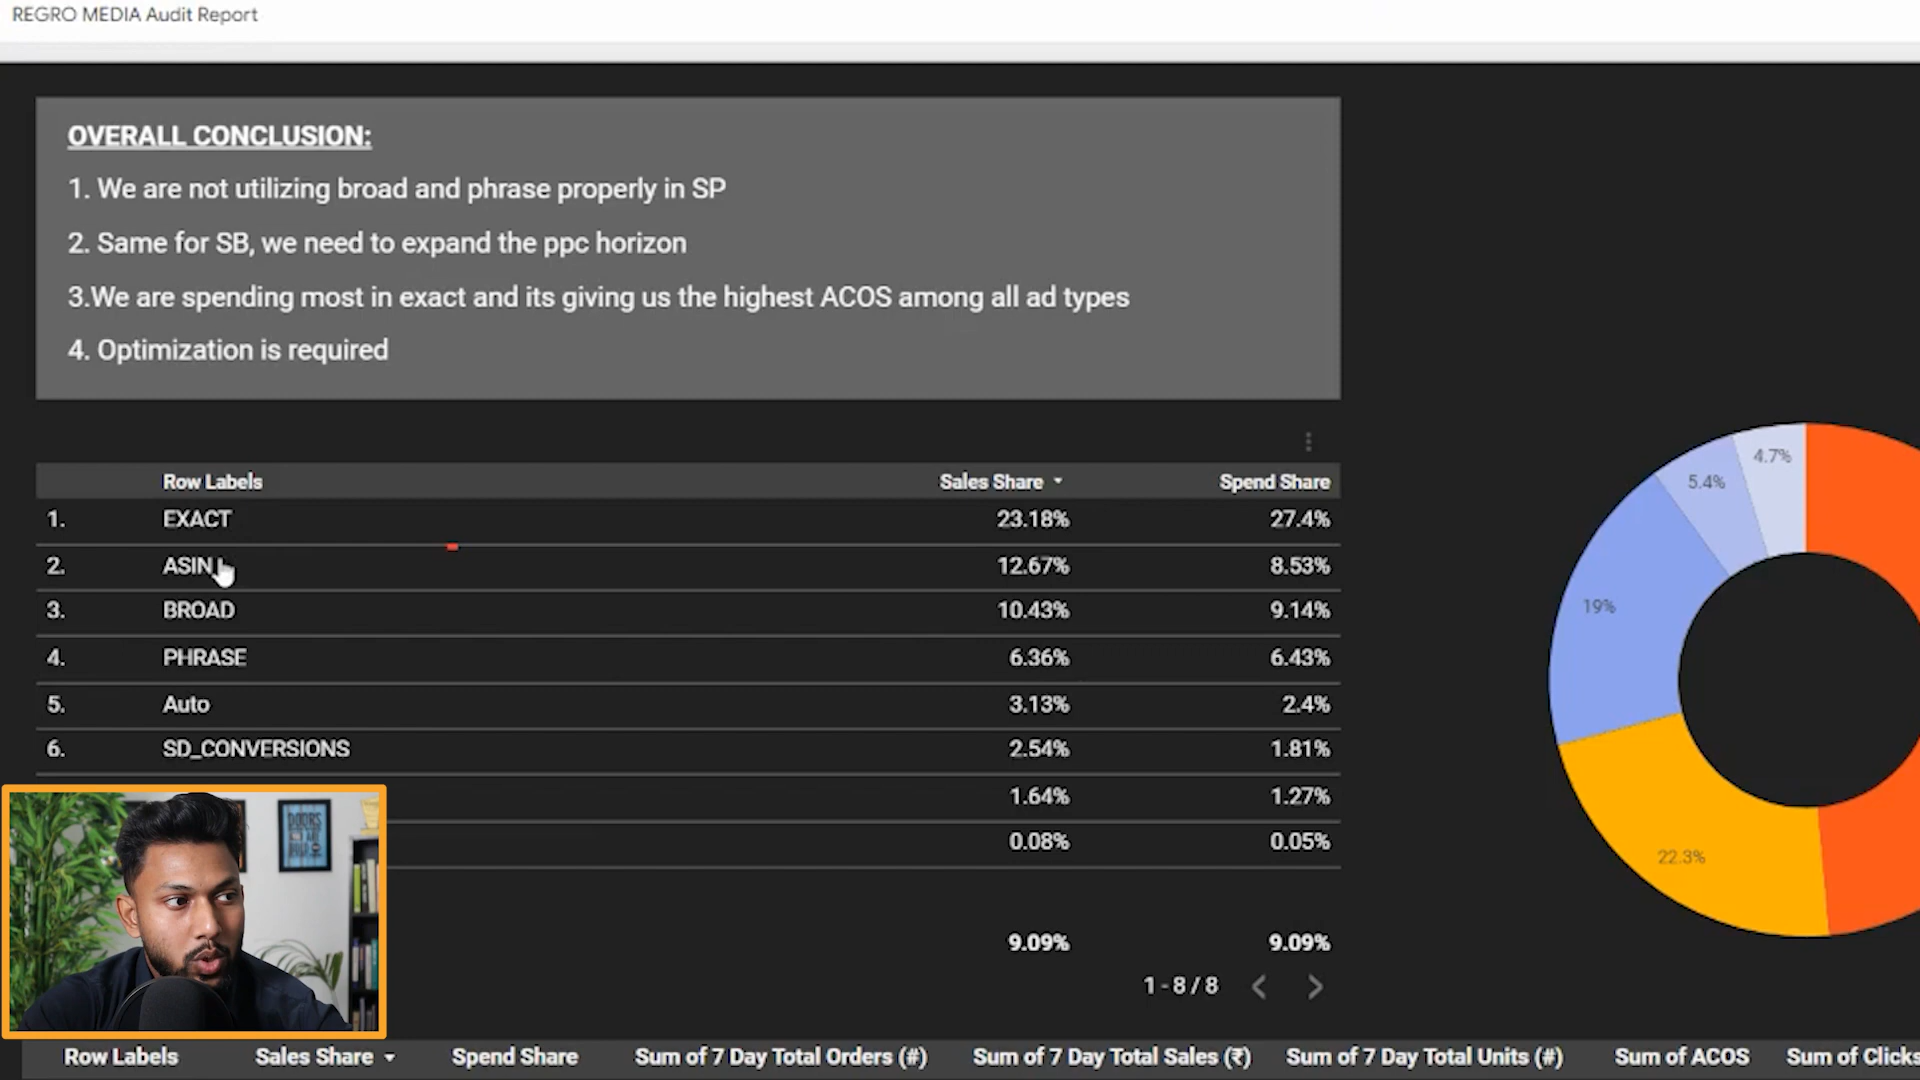 REGRO MEDIA Audit Report
OVERALL CONCLUSION:
1. We are not utilizing broad and phrase properly in SP
2. Same for SB, we need to expand the ppc horizon
3.We are spending most in exact and its giving us the highest ACOS among all ad types
4. Optimization is required
Row Labels Sales Share Spend Share
1. EXACT 23.18% 27.4%
2. ASIN 12.67% 8.53%
3. BROAD 10.43% 9.14%
4. PHRASE 6.36% 6.43%
5. Auto 3.13% 2.4%
6. SD_CONVERSIONS 2.54% 1.81%
1.64% 1.27%
0.08% 0.05%
9.09% 9.09%
1 - 8 / 8
4.7%
5.4%
19%
22.3%
DOORS
Row Labels Sales Share Spend Share Sum of 7 Day Total Orders (#) Sum of 7 Day Total Sales (₹) Sum of 7 Day Total Units (#) Sum of ACOS Sum of Clicks